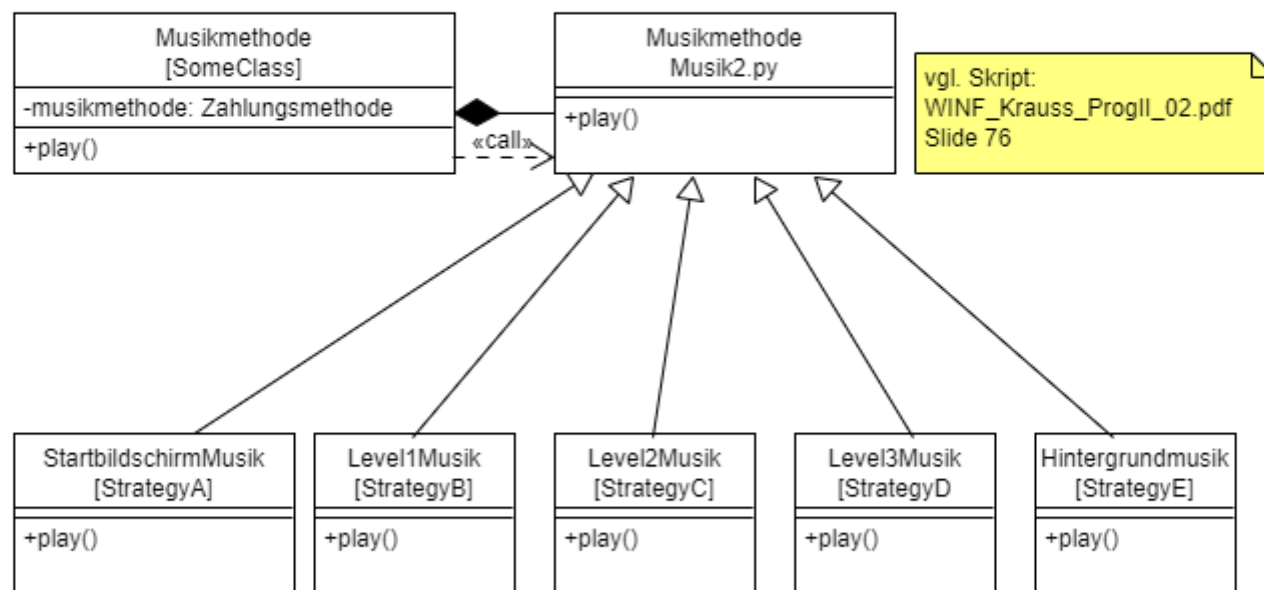 Musikmethode
[SomeClass]
-musikmethode: Zahlungsmethode
+play()
«call»
Musikmethode
Musik2.py
+play()
vgl. Skript:
WINF_Krauss_ProgII_02.pdf
Slide 76
StartbildschirmMusik
[StrategyA]
+play()
Level1Musik
[StrategyB]
+play()
Level2Musik
[StrategyC]
+play()
Level3Musik
[StrategyD
+play()
Hintergrundmusik
[StrategyE]
+play()